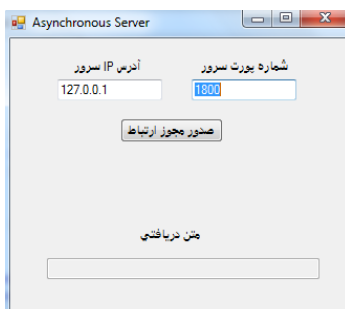 Asynchronous Server
شماره پورت سرور
آدرس IP سرور
1800
127.0.0.1
صدور مجوز ارتباط
متن دریافتی